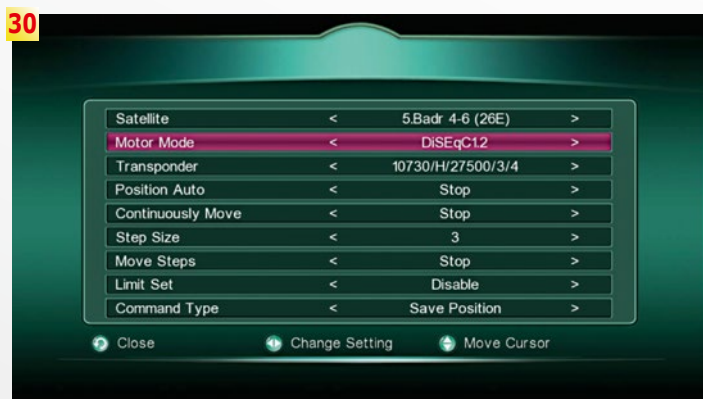 30
Satellite < 5.Badr 4-6 (26E) >
Motor Mode < DiSEqC1.2 >
Transponder < 10730/H/27500/3/4 >
Position Auto < Stop >
Continuously Move < Stop >
Step Size < 3 >
Move Steps < Stop >
Limit Set < Disable >
Command Type < Save Position >
Close Change Setting Move Cursor